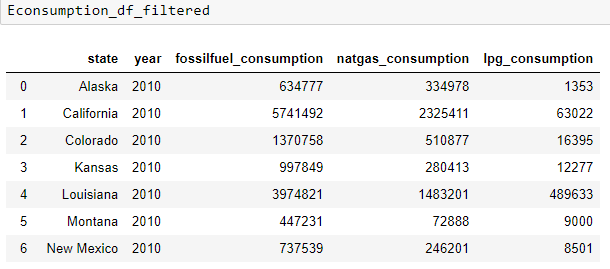 Econsumption_df_filtered
state year fossilfuel_consumption natgas_consumption lpg_consumption
0 Alaska 2010 634777 334978 1353
1 California 2010 5741492 2325411 63022
2 Colorado 2010 1370758 510877 16395
3 Kansas 2010 997849 280413 12277
4 Louisiana 2010 3974821 1483201 489633
5 Montana 2010 447231 72888 9000
6 New Mexico 2010 737539 246201 8501